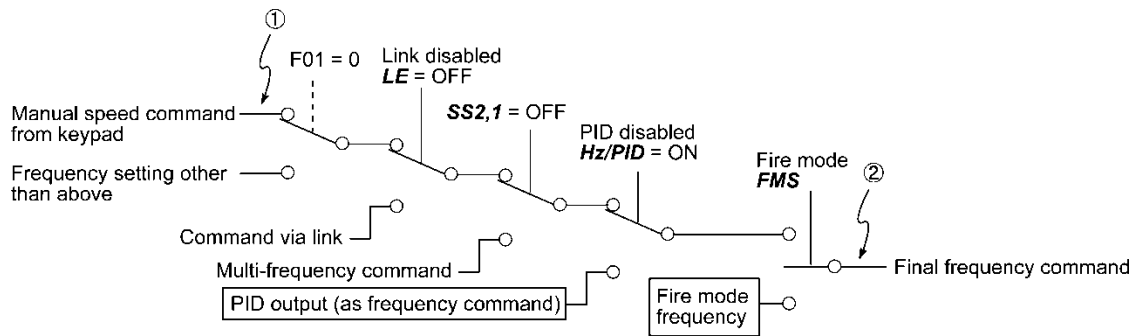 ①
F01 = 0
Link disabled
LE = OFF
SS2,1 = OFF
PID disabled
Hz/PID = ON
Fire mode
FMS
②
Manual speed command
from keypad
Frequency setting other
than above
Command via link
Multi-frequency command
PID output (as frequency command)
Fire mode
frequency
Final frequency command